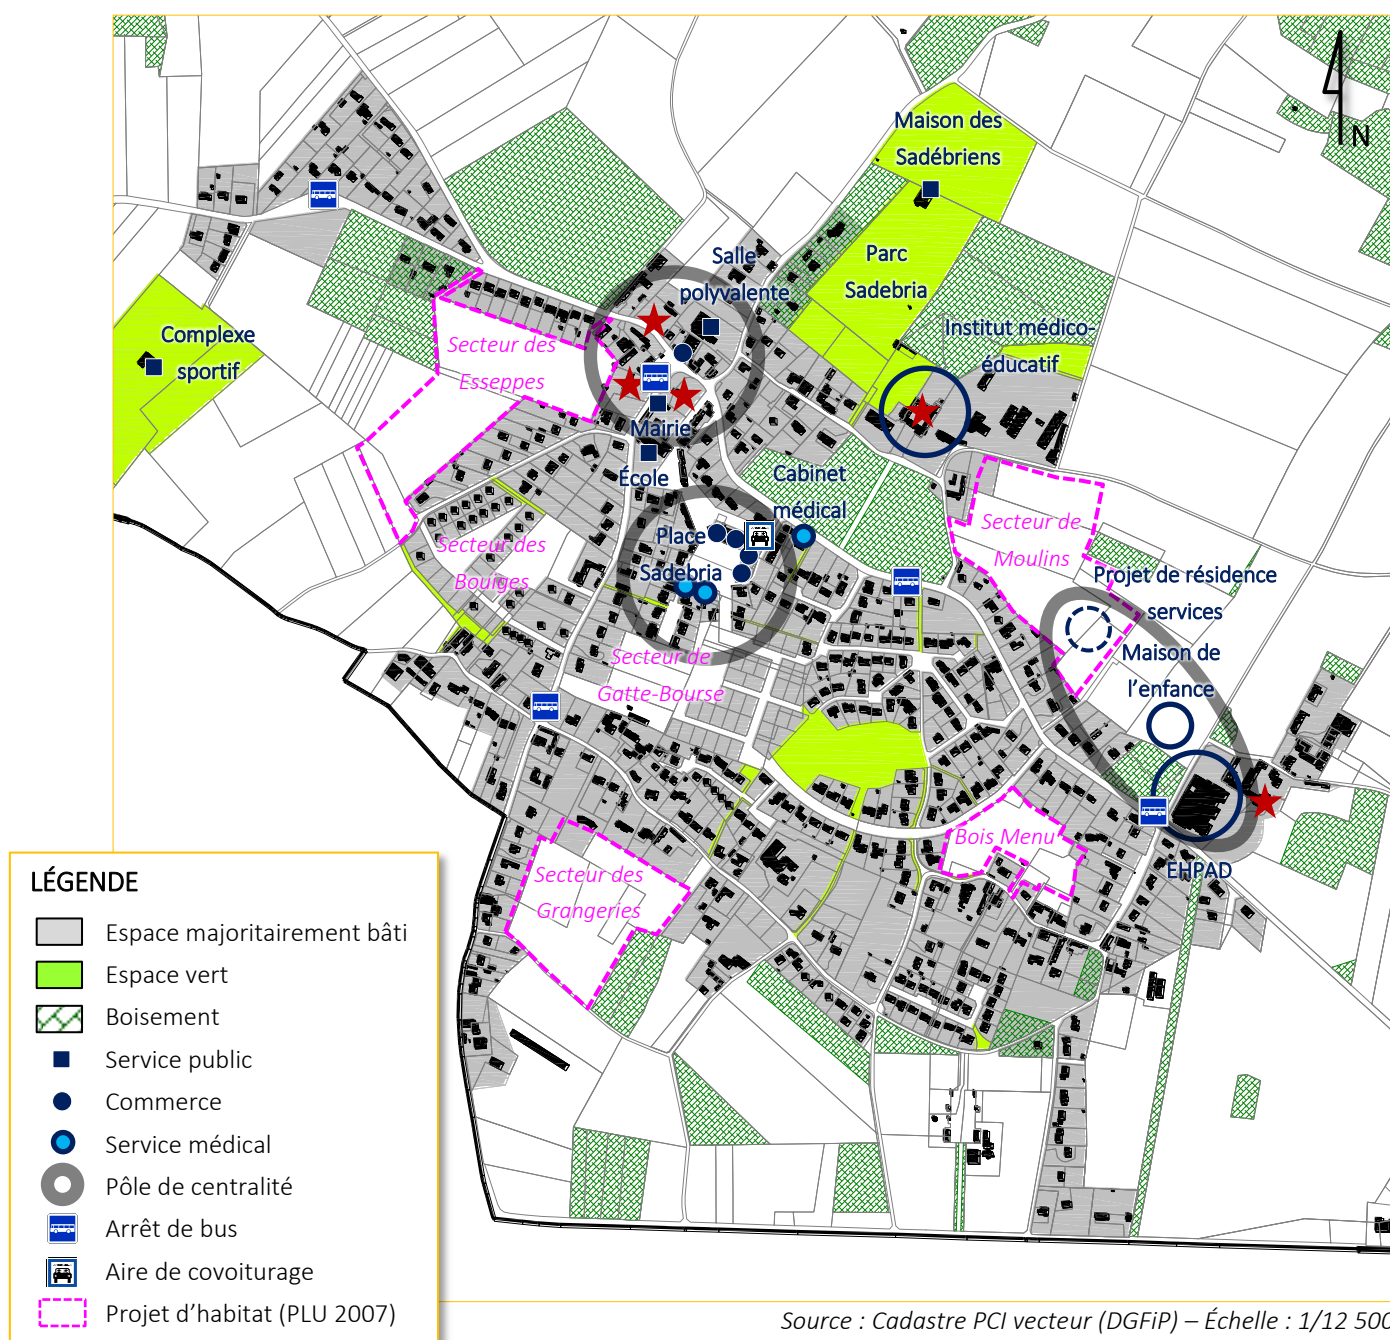 N
Maison des
Sadébriens
Salle
polyvalente
Parc
Sadebria
Complexe
sportif
Secteur des
Esseppes
Institut médico-
éducatif
Mairie
École
Cabinet
médical
Secteur de
Moulins
Place
Sadebria
Secteur des
Bouiges
Projet de résidence
services
Maison de
l'enfance
Secteur de
Gatte-Bourse
Bois Menu
EHPAD
Secteur des
Grangeries
LÉGENDE
Espace majoritairement bâti
Espace vert
Boisement
Service public
Commerce
Service médical
Pôle de centralité
Arrêt de bus
Aire de covoiturage
Projet d'habitat (PLU 2007)
Source : Cadastre PCI vecteur (DGFiP) – Échelle : 1/12 500